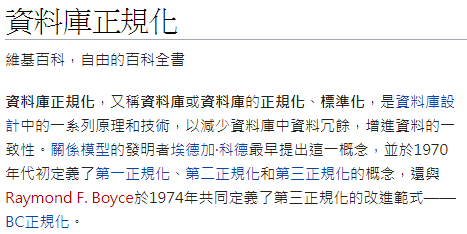 資料庫正規化
維基百科，自由的百科全書
資料庫正規化，又稱資料庫或資料庫的正規化、標準化，是資料庫設
計中的一系列原理和技術，以減少資料庫中資料冗餘，增進資料的一
致性。關係模型的發明者埃德加·科德最早提出這一概念，並於1970
年代初定義了第一正規化、第二正規化和第三正規化的概念，還與
Raymond F. Boyce於1974年共同定義了第三正規化的改進範式——
BC正規化。